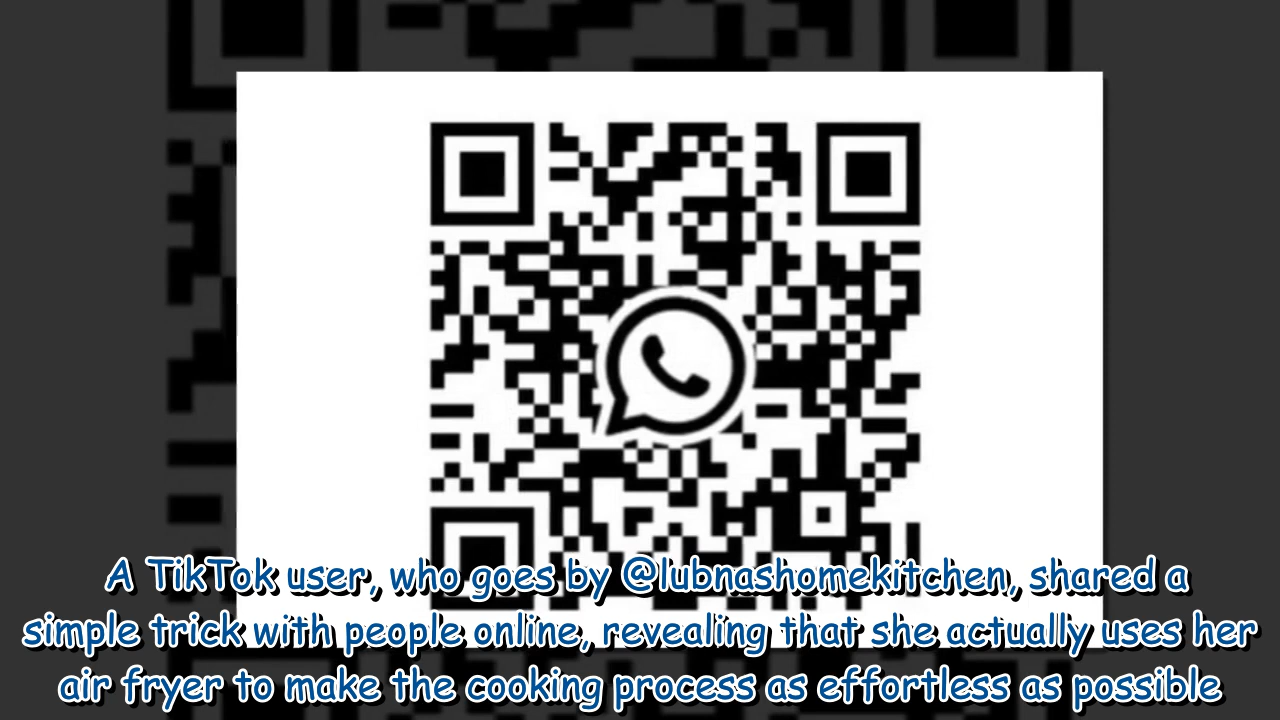 A TikTok user, who goes by @lubnashomekitchen, shared a
simple trick with people online, revealing that she actually uses her
air fryer to make the cooking process as effortless as possible